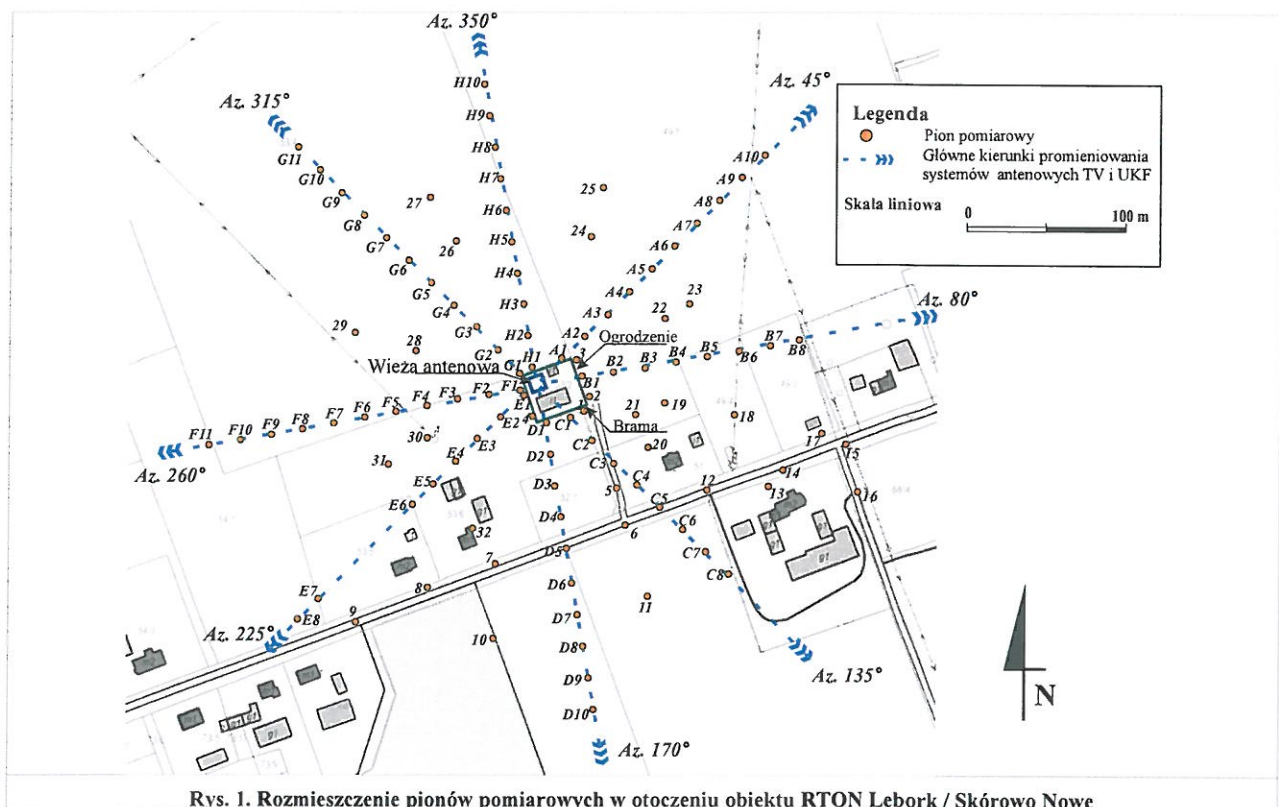 Az. 350°
Az. 45°
Az. 315°
Az. 80°
Az. 260°
Az. 225°
Az. 135°
Az. 170°
Legenda
Pion pomiarowy
Główne kierunki promieniowania
systemów antenowych TV i UKF
Skala liniowa
0
100 m
H10
H9
H8
H7
H6
H5
H4
H3
H2
H1
G11
G10
G9
G8
G7
G6
G5
G4
G3
G2
G1
A10
A9
A8
A7
A6
A5
A4
A3
A2
A1
B1
B2
B3
B4
B5
B6
B7
B8
C1
C2
C3
C4
C5
C6
C7
C8
D1
D2
D3
D4
D5
D6
D7
D8
D9
D10
E1
E2
E3
E4
E5
E6
E7
E8
F1
F2
F3
F4
F5
F6
F7
F8
F9
F10
F11
Ogrodzenie
Wieża antenowa
Brama
1
2
3
4
5
6
7
8
9
10
11
12
13
14
15
16
17
18
19
20
21
22
23
24
25
26
27
28
29
30
31
32
N
Rys. 1. Rozmieszczenie pionów pomiarowych w otoczeniu obiektu RTON Lębork / Skórowo Nowe